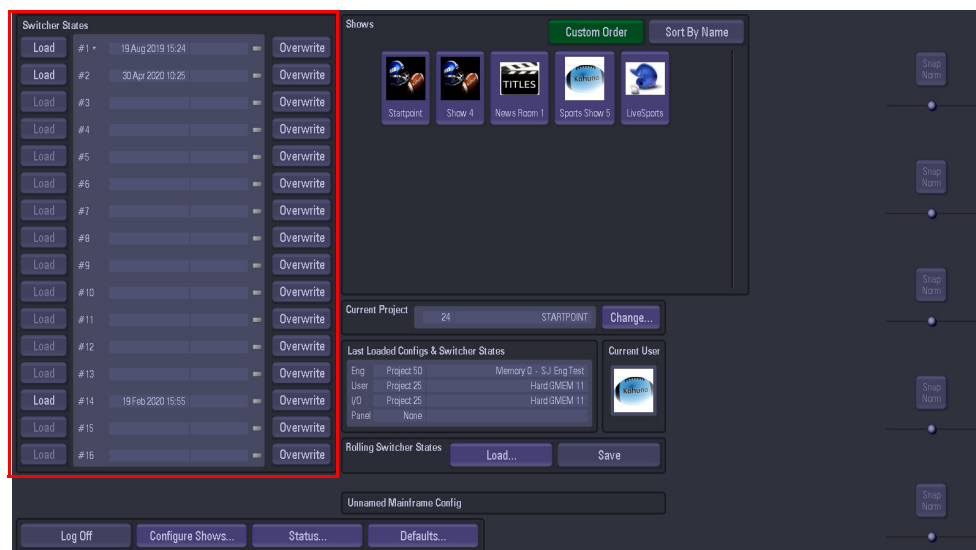 Switcher States
Load #1 19 Aug 2019 15:24 Overwrite
Load #2 30 Apr 2020 10:25 Overwrite
Load #3 Overwrite
Load #4 Overwrite
Load #5 Overwrite
Load #6 Overwrite
Load #7 Overwrite
Load #8 Overwrite
Load #9 Overwrite
Load #10 Overwrite
Load #11 Overwrite
Load #12 Overwrite
Load #13 Overwrite
Load #14 19 Feb 2020 15:55 Overwrite
Load #15 Overwrite
Load #16 Overwrite
Shows
Custom Order Sort By Name
TITLES Kahuna
Startpoint Show 4 News Room 1 Sports Show 5 LiveSports
Current Project 24 STARTPOINT Change...
Last Loaded Configs & Switcher States
Eng Project 50 Memory 0 - SJ Eng Test
User Project 25 Hard GMEM 11
I/O Project 25 Hard GMEM 11
Panel None
Current User
Kahuna
Rolling Switcher States Load... Save
Unnamed Mainframe Config
Log Off Configure Shows... Status... Defaults...
Snap
Norm
Snap
Norm
Snap
Norm
Snap
Norm
Snap
Norm